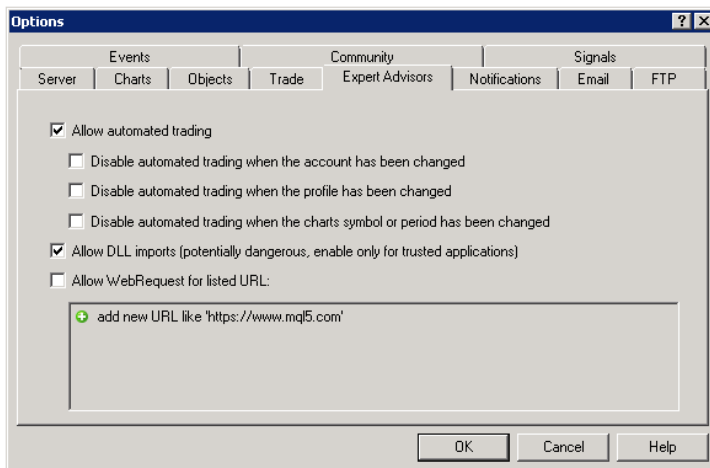 Options
Events Community Signals
Server Charts Objects Trade Expert Advisors Notifications Email FTP
Allow automated trading
Disable automated trading when the account has been changed
Disable automated trading when the profile has been changed
Disable automated trading when the charts symbol or period has been changed
Allow DLL imports (potentially dangerous, enable only for trusted applications)
Allow WebRequest for listed URL:
add new URL like 'https://www.mql5.com'
OK Cancel Help